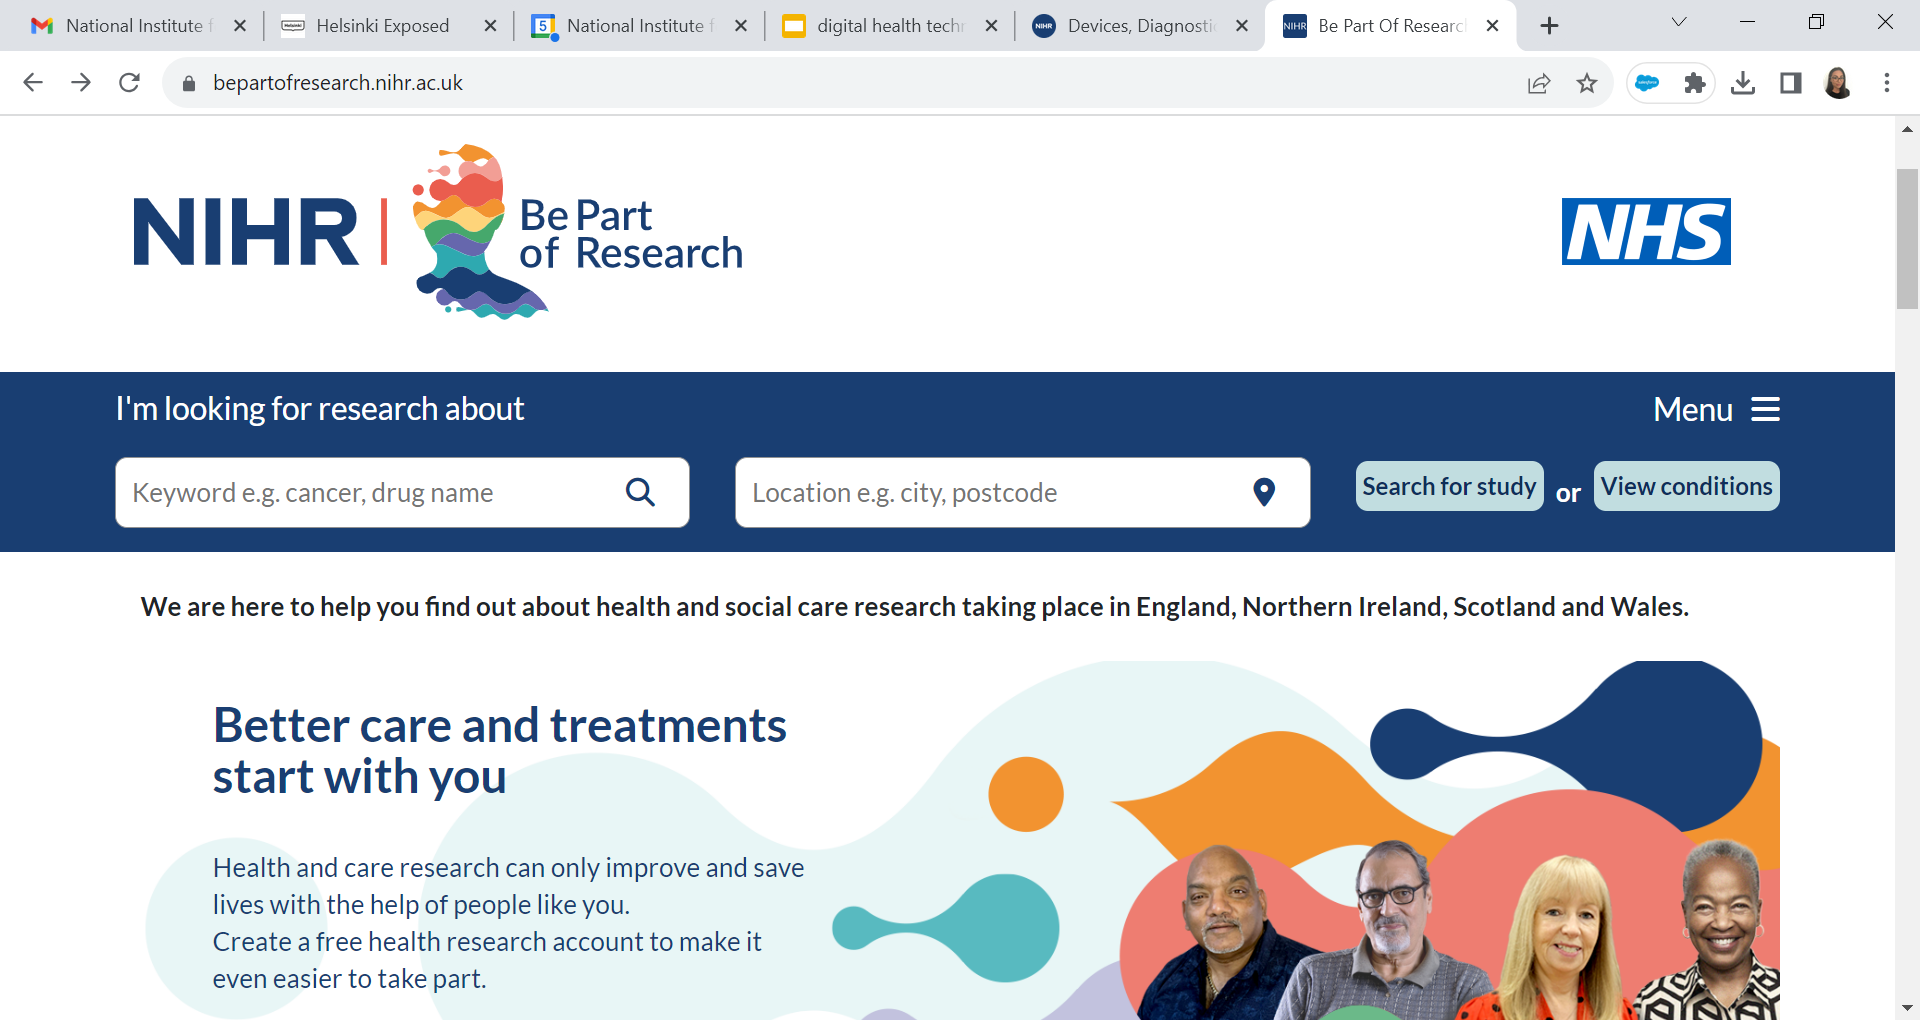 National Institute f
Helsinki Exposed
National Institute f
digital health techn
Devices, Diagnostic
Be Part Of Research
bepartofresearch.nihr.ac.uk
NIHR
Be Part
of Research
NHS
I'm looking for research about
Menu
Keyword e.g. cancer, drug name
Location e.g. city, postcode
Search for study
or
View conditions
We are here to help you find out about health and social care research taking place in England, Northern Ireland, Scotland and Wales.
Better care and treatments
start with you
Health and care research can only improve and save
lives with the help of people like you.
Create a free health research account to make it
even easier to take part.